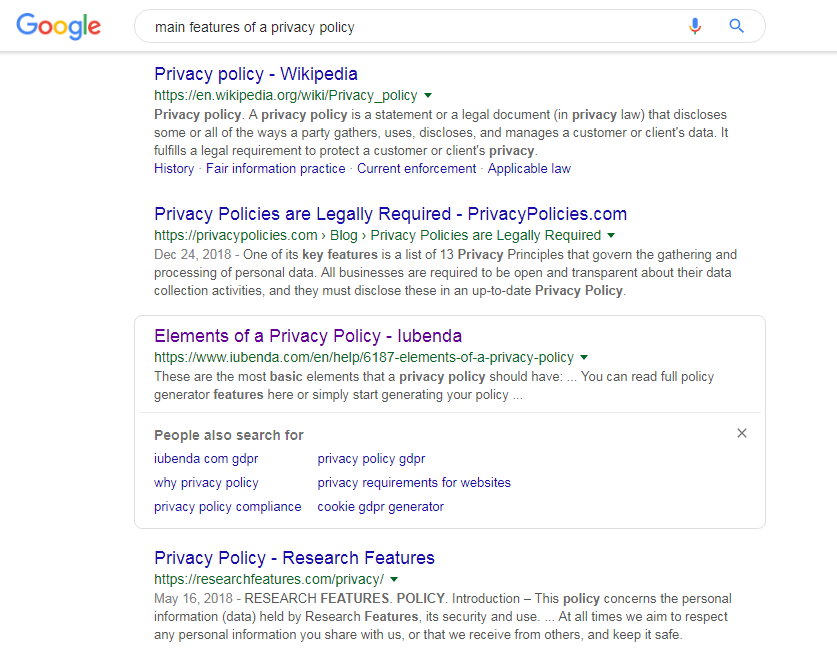 Google
main features of a privacy policy
Privacy policy - Wikipedia
https://en.wikipedia.org/wiki/Privacy_policy
Privacy policy. A privacy policy is a statement or a legal document (in privacy law) that discloses
some or all of the ways a party gathers, uses, discloses, and manages a customer or client's data. It
fulfills a legal requirement to protect a customer or client's privacy.
History · Fair information practice · Current enforcement · Applicable law
Privacy Policies are Legally Required - PrivacyPolicies.com
https://privacypolicies.com › Blog › Privacy Policies are Legally Required
Dec 24, 2018 - One of its key features is a list of 13 Privacy Principles that govern the gathering and
processing of personal data. All businesses are required to be open and transparent about their data
collection activities, and they must disclose these in an up-to-date Privacy Policy.
Elements of a Privacy Policy - Iubenda
https://www.iubenda.com/en/help/6187-elements-of-a-privacy-policy
These are the most basic elements that a privacy policy should have: ... You can read full policy
generator features here or simply start generating your policy ...
People also search for
iubenda com gdpr privacy policy gdpr
why privacy policy privacy requirements for websites
privacy policy compliance cookie gdpr generator
Privacy Policy - Research Features
https://researchfeatures.com/privacy/
May 16, 2018 - RESEARCH FEATURES. POLICY. Introduction – This policy concerns the personal
information (data) held by Research Features, its security and use. ... At all times we aim to respect
any personal information you share with us, or that we receive from others, and keep it safe.